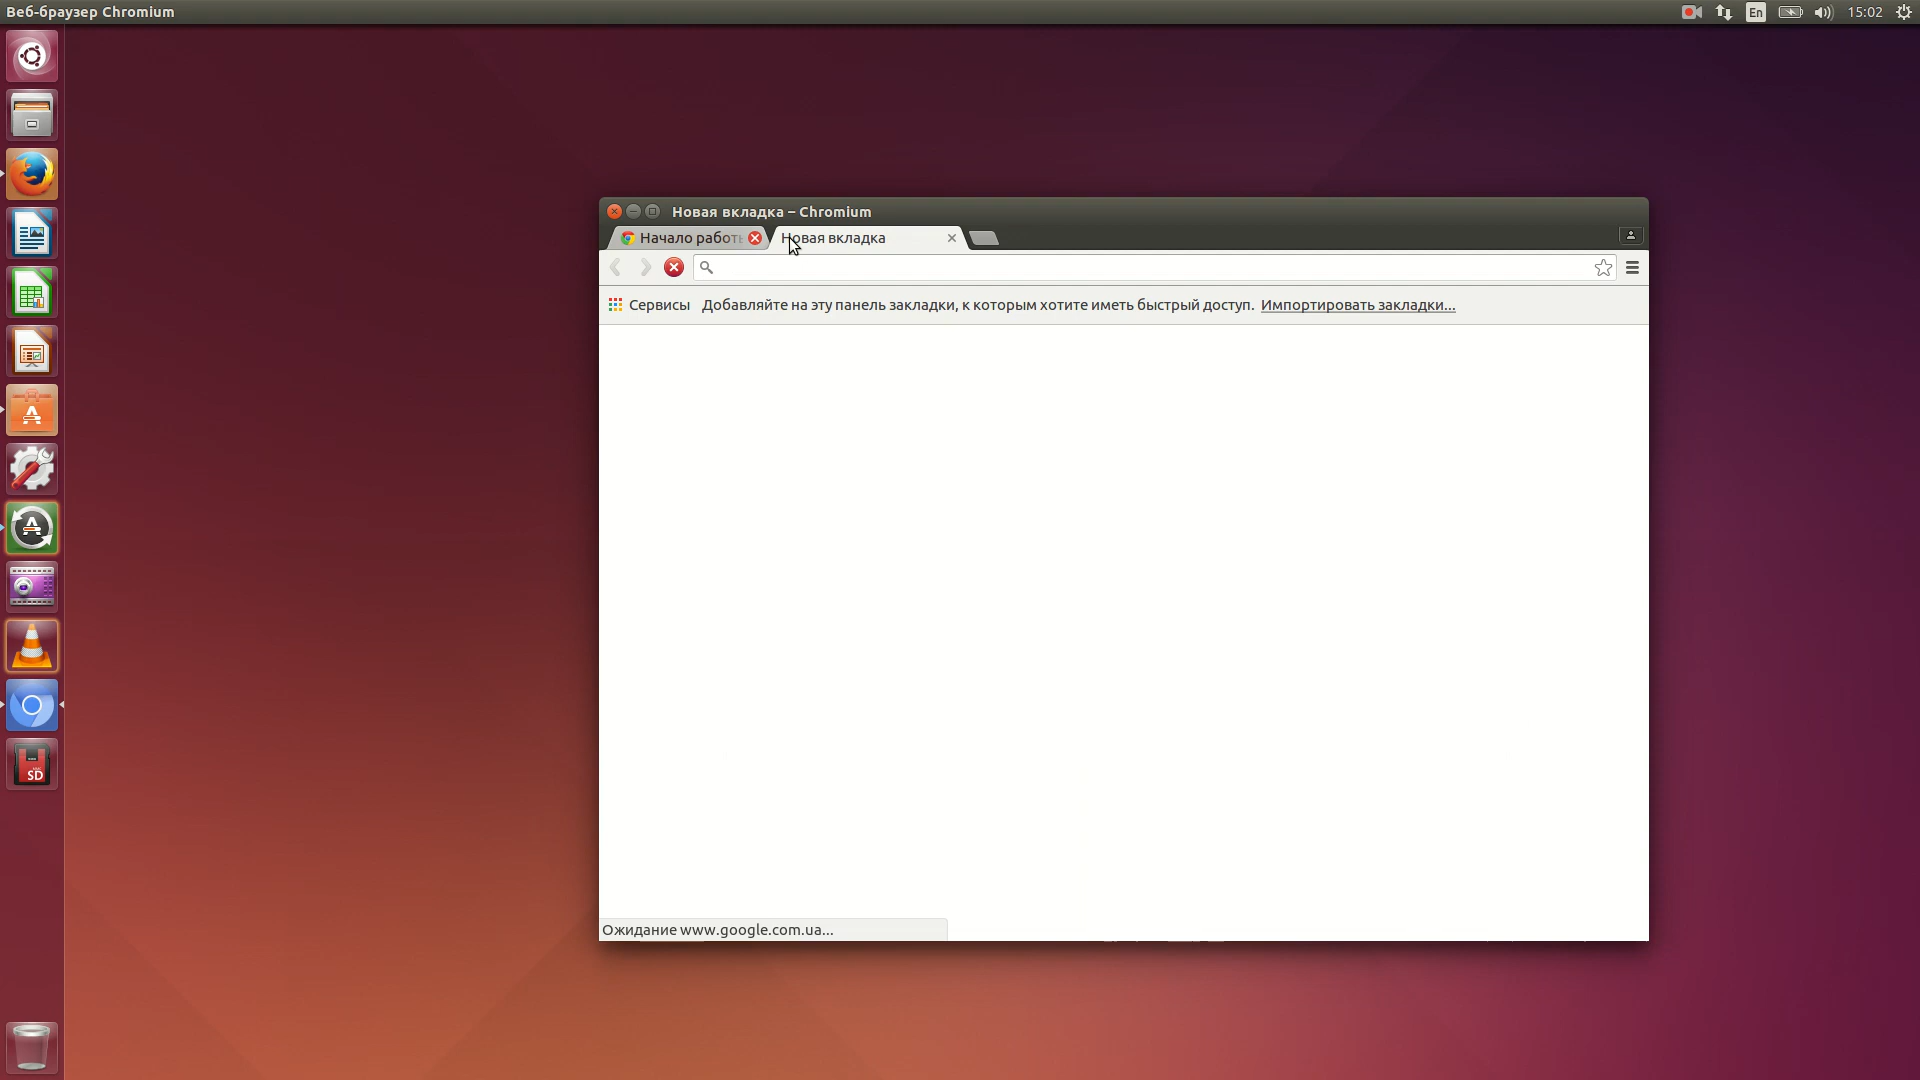 Веб-браузер Chromium
En
15:02
Новая вкладка – Chromium
Начало работы
Новая вкладка
Сервисы Добавляйте на эту панель закладки, к которым хотите иметь быстрый доступ. Импортировать закладки...
SD
Ожидание www.google.com.ua...